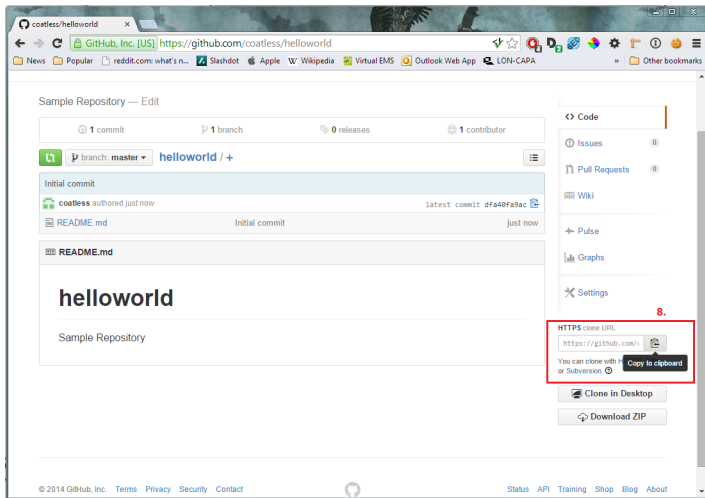 coatless/helloworld
GitHub, Inc. [US] https://github.com/coatless/helloworld
News Popular reddit.com: what's n... Slashdot Apple Wikipedia Virtual EMS Outlook Web App LON-CAPA » Other bookmarks
Sample Repository — Edit
1 commit 1 branch 0 releases 1 contributor
branch: master helloworld / +
Initial commit
coatless authored just now latest commit dfa40fa9ac
README.md Initial commit just now
README.md
helloworld
Sample Repository
Code
Issues 0
Pull Requests 0
Wiki
Pulse
Graphs
Settings
8.
HTTPS clone URL
https://github.com/
Copy to clipboard
You can clone with
or Subversion.
Clone in Desktop
Download ZIP
© 2014 GitHub, Inc. Terms Privacy Security Contact
Status API Training Shop Blog About